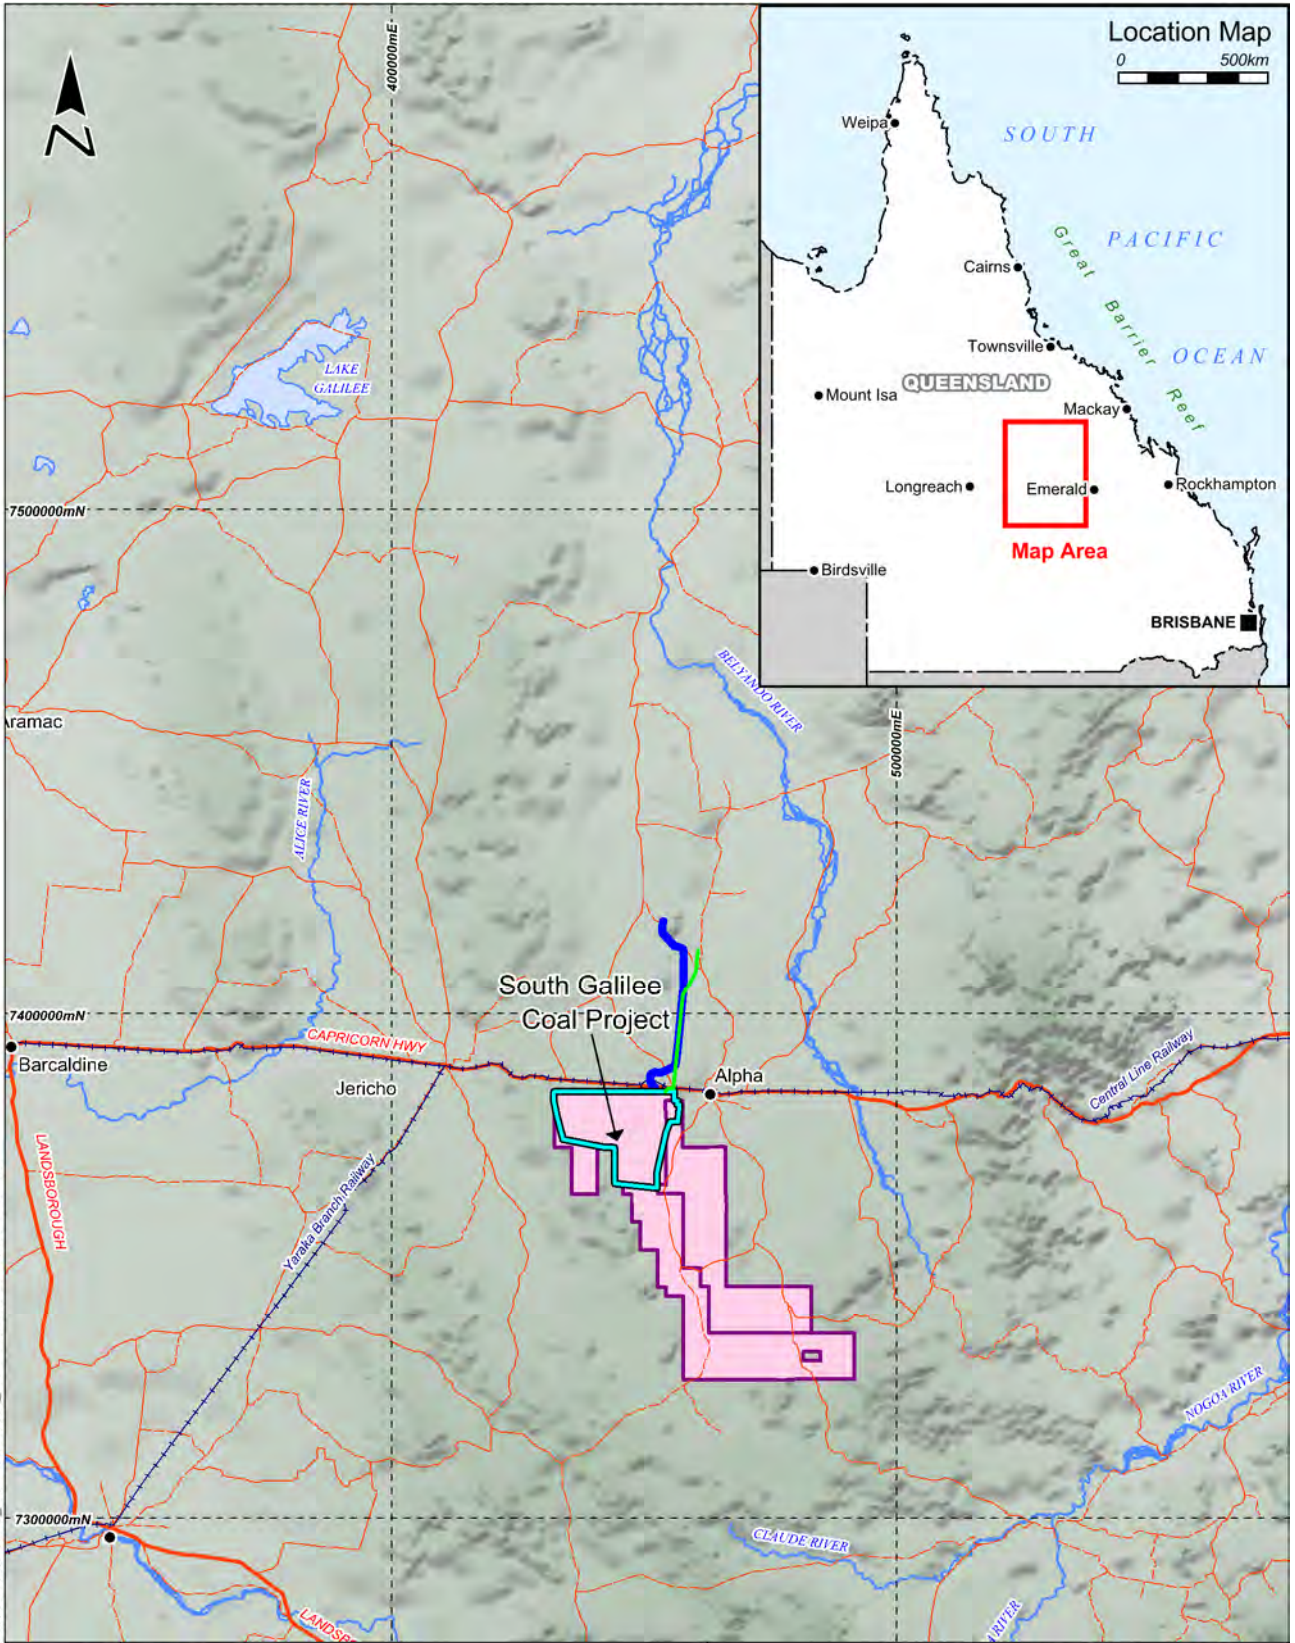 400000mE
Location Map
0 500km
N
Weipa
SOUTH
PACIFIC
OCEAN
Great Barrier Reef
Cairns
Townsville
QUEENSLAND
Mount Isa
Mackay
Longreach
Emerald
Rockhampton
Map Area
Birdsville
BRISBANE
LAKE
GALILEE
7500000mN
BELYANDO RIVER
500000mE
Aramac
ALICE RIVER
South Galilee
Coal Project
7400000mN
CAPRICORN HWY
Central Line Railway
Barcaldine
Jericho
Alpha
LANDSBOROUGH
Yaraka Branch Railway
NOGOA RIVER
7300000mN
CLAUDE RIVER
LANDSBO
A RIVER